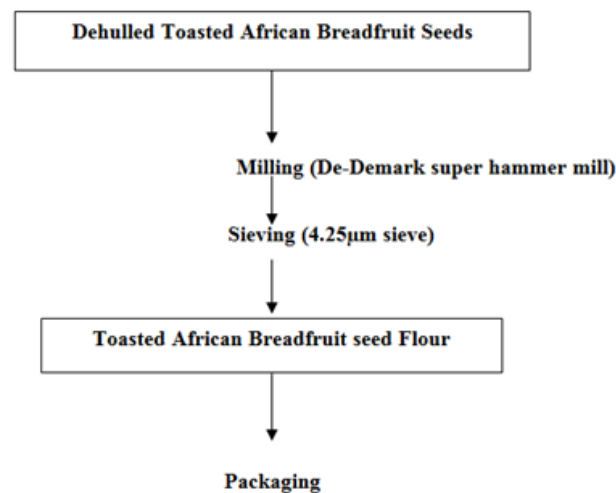 Dehulled Toasted African Breadfruit Seeds
Milling (De-Demark super hammer mill)
Sieving (4.25µm sieve)
Toasted African Breadfruit seed Flour
Packaging